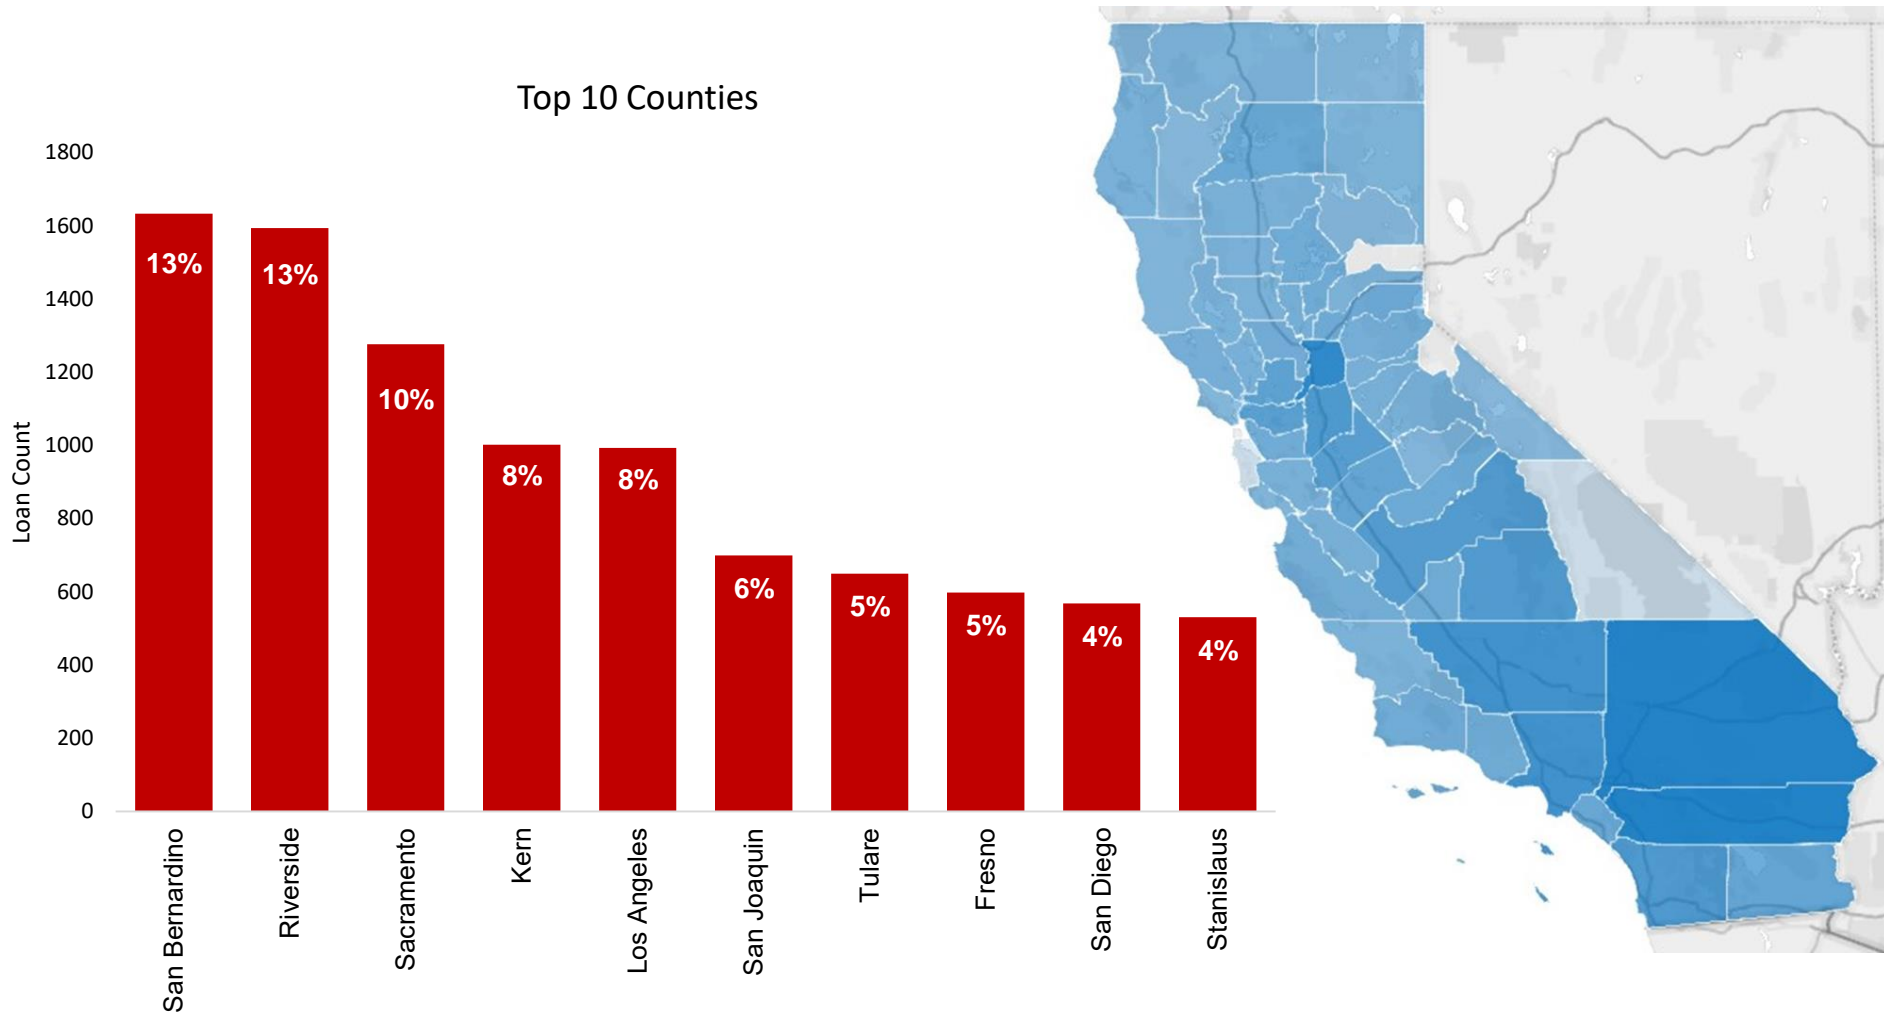 Top 10 Counties
Loan Count
1800
1600
1400
1200
1000
800
600
400
200
0
13%
13%
10%
8%
8%
6%
5%
5%
4%
4%
San Bernardino
Riverside
Sacramento
Kern
Los Angeles
San Joaquin
Tulare
Fresno
San Diego
Stanislaus